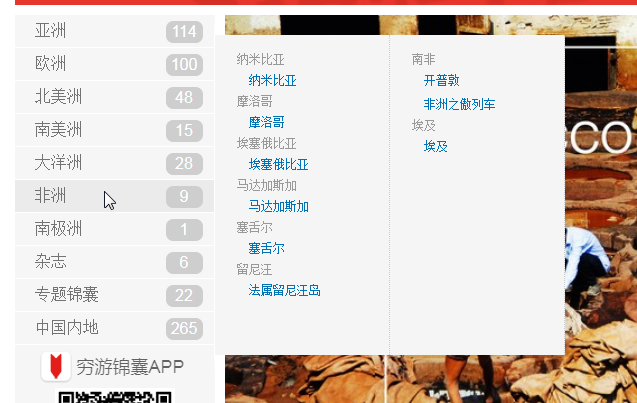 亚洲 114
欧洲 100
北美洲 48
南美洲 15
大洋洲 28
非洲 9
南极洲 1
杂志 6
专题锦囊 22
中国内地 265
穷游锦囊APP
纳米比亚
纳米比亚
摩洛哥
摩洛哥
埃塞俄比亚
埃塞俄比亚
马达加斯加
马达加斯加
塞舌尔
塞舌尔
留尼汪
法属留尼汪岛
南非
开普敦
非洲之傲列车
埃及
埃及